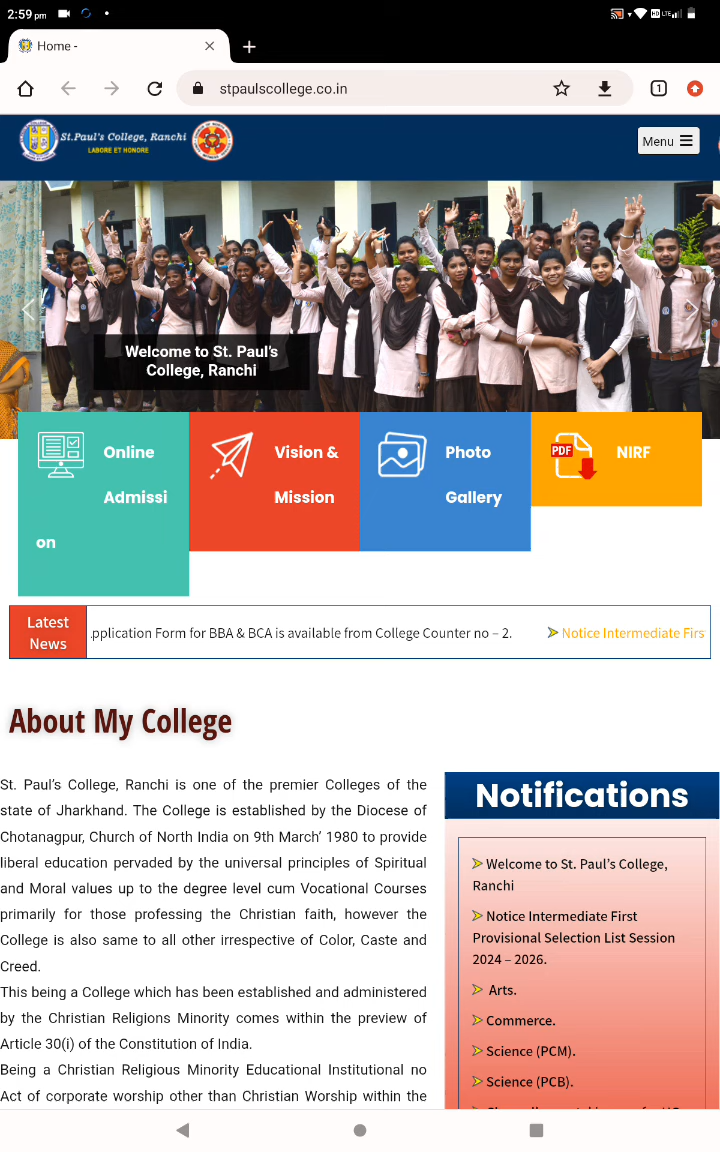 2:59 pm
HD LTE
Home -
stpaulscollege.co.in
1
St.Paul's College, Ranchi
LABORE ET HONORE
Menu
Welcome to St. Paul's
College, Ranchi
Online
Admissi
on
Vision &
Mission
Photo
Gallery
PDF
NIRF
Latest
News
pplication Form for BBA & BCA is available from College Counter no – 2.
Notice Intermediate Firs
About My College
St. Paul's College, Ranchi is one of the premier Colleges of the
state of Jharkhand. The College is established by the Diocese of
Chotanagpur, Church of North India on 9th March' 1980 to provide
liberal education pervaded by the universal principles of Spiritual
and Moral values up to the degree level cum Vocational Courses
primarily for those professing the Christian faith, however the
College is also same to all other irrespective of Color, Caste and
Creed.
This being a College which has been established and administered
by the Christian Religions Minority comes within the preview of
Article 30(i) of the Constitution of India.
Being a Christian Religious Minority Educational Institutional no
Act of corporate worship other than Christian Worship within the
Notifications
Welcome to St. Paul's College,
Ranchi
Notice Intermediate First
Provisional Selection List Session
2024 – 2026.
Arts.
Commerce.
Science (PCM).
Science (PCB).